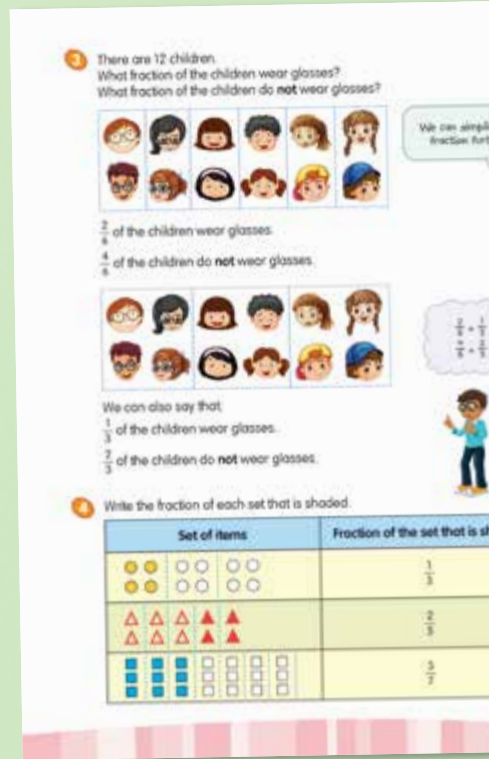 3 There are 12 children.
What fraction of the children wear glasses?
What fraction of the children do not wear glasses?
We can
fraction
2/6 of the children wear glasses.
4/6 of the children do not wear glasses.
We can also say that
1/3 of the children wear glasses.
2/3 of the children do not wear glasses.
4 Write the fraction of each set that is shaded.
Set of items
Fraction of the set that is
1/3
2/5
3/7